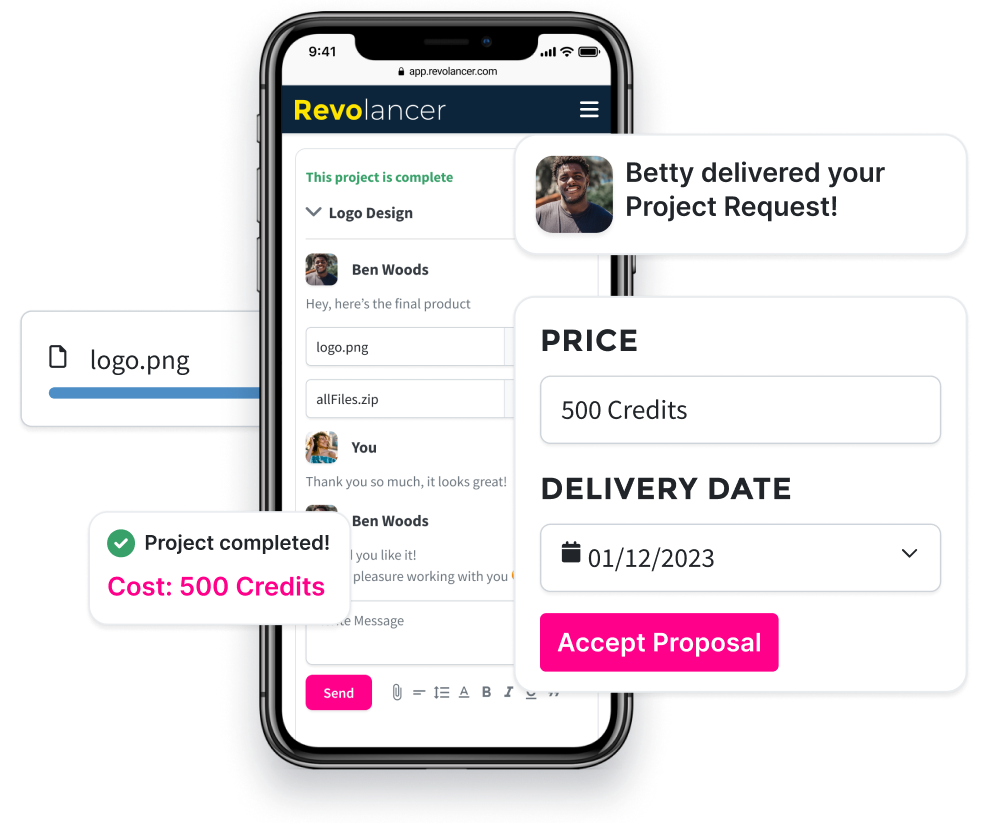 9:41
app.revolancer.com
Revolancer
This project is complete
Logo Design
Ben Woods
Hey, here's the final product
logo.png
allFiles.zip
You
Thank you so much, it looks great!
Ben Woods
you like it!
pleasure working with you
Message
Send
A B I U
logo.png
Project completed!
Cost: 500 Credits
Betty delivered your
Project Request!
PRICE
500 Credits
DELIVERY DATE
01/12/2023
Accept Proposal